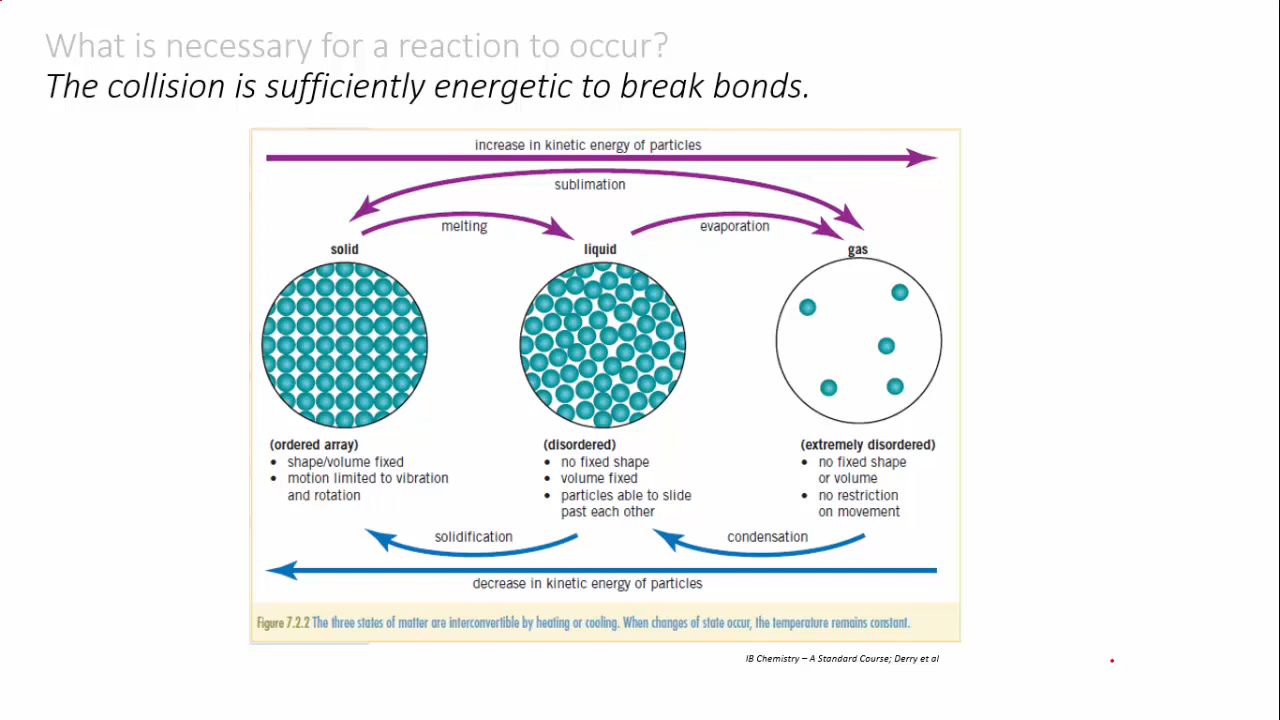 What is necessary for a reaction to occur?
The collision is sufficiently energetic to break bonds.
increase in kinetic energy of particles
sublimation
melting
evaporation
solid
liquid
gas
(ordered array)
• shape/volume fixed
• motion limited to vibration
and rotation
(disordered)
• no fixed shape
• volume fixed
• particles able to slide
past each other
(extremely disordered)
• no fixed shape
or volume
• no restriction
on movement
solidification
condensation
decrease in kinetic energy of particles
Figure 7.2.2 The three states of matter are interconvertible by heating or cooling. When changes of state occur, the temperature remains constant.
IB Chemistry – A Standard Course; Derry et al